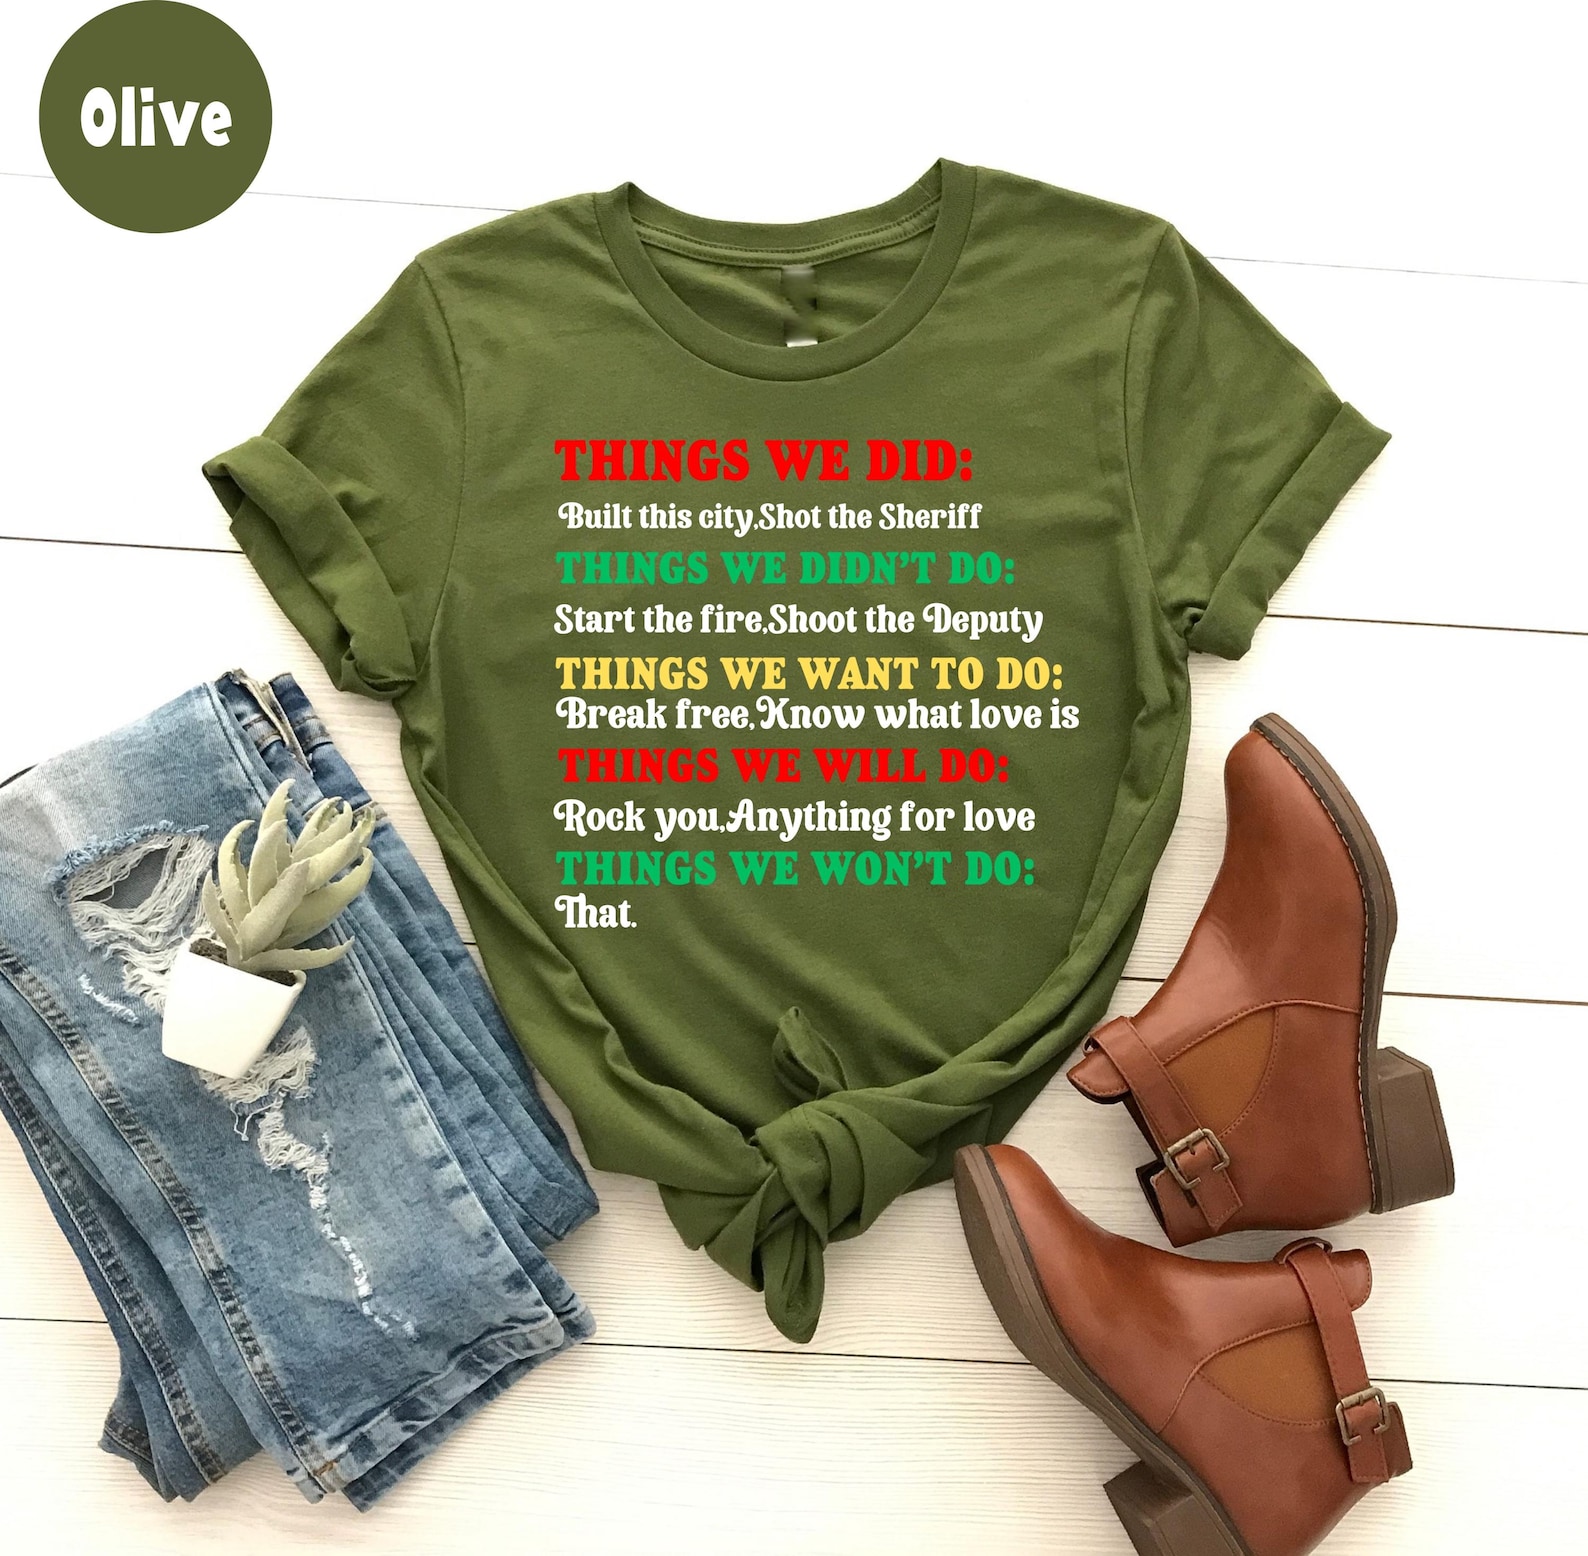 Olive
THINGS WE DID:
Built this city,Shot the Sheriff
THINGS WE DIDN'T DO:
Start the fire,Shoot the Deputy
THINGS WE WANT TO DO:
Break free,Know what love is
THINGS WE WILL DO:
Rock you,Anything for love
THINGS WE WON'T DO:
That.